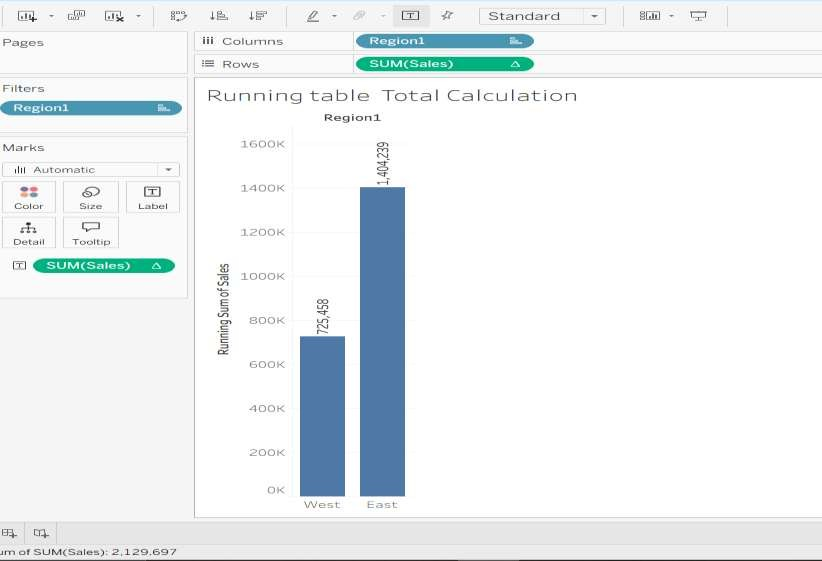 Standard
Pages
Columns
Region1
Rows
SUM(Sales)
Filters
Region1
Marks
Automatic
Color
Size
Label
Detail
Tooltip
SUM(Sales)
Running table Total Calculation
Region1
Running Sum of Sales
1600K
1400K
1200K
1000K
800K
600K
400K
200K
0K
725,458
1,404,239
West
East
um of SUM(Sales): 2,129,697